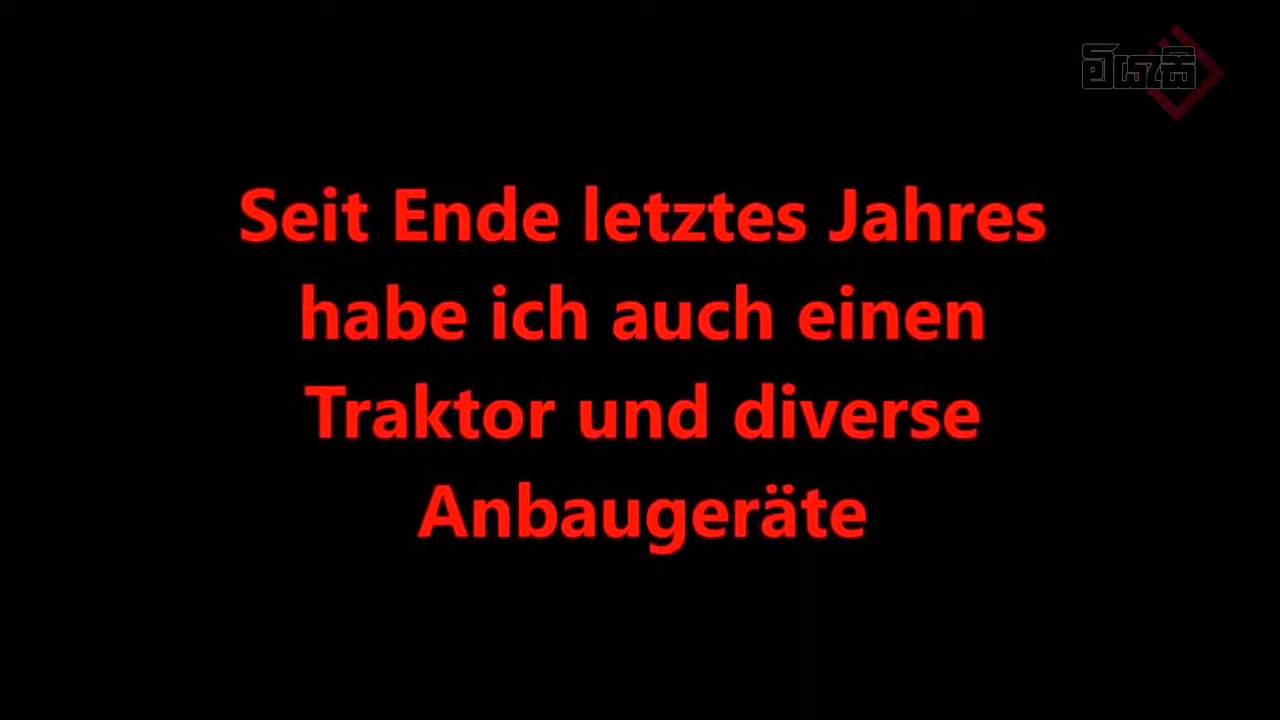 වියැසි
Seit Ende letztes Jahres
habe ich auch einen
Traktor und diverse
Anbaugeräte